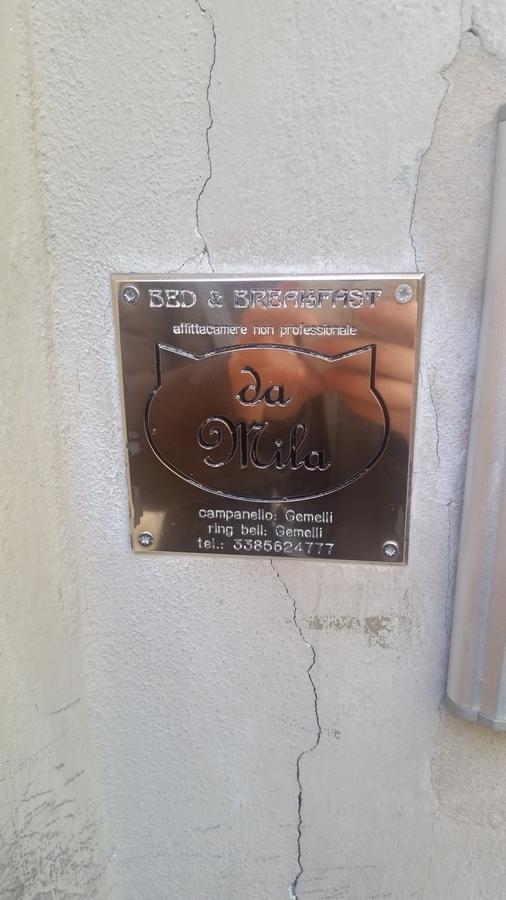 BED & BREAKFAST
affittacamere non professionale
da
Mila
campanello: Gemelli
ring bell: Gemelli
tel.: 3385624777